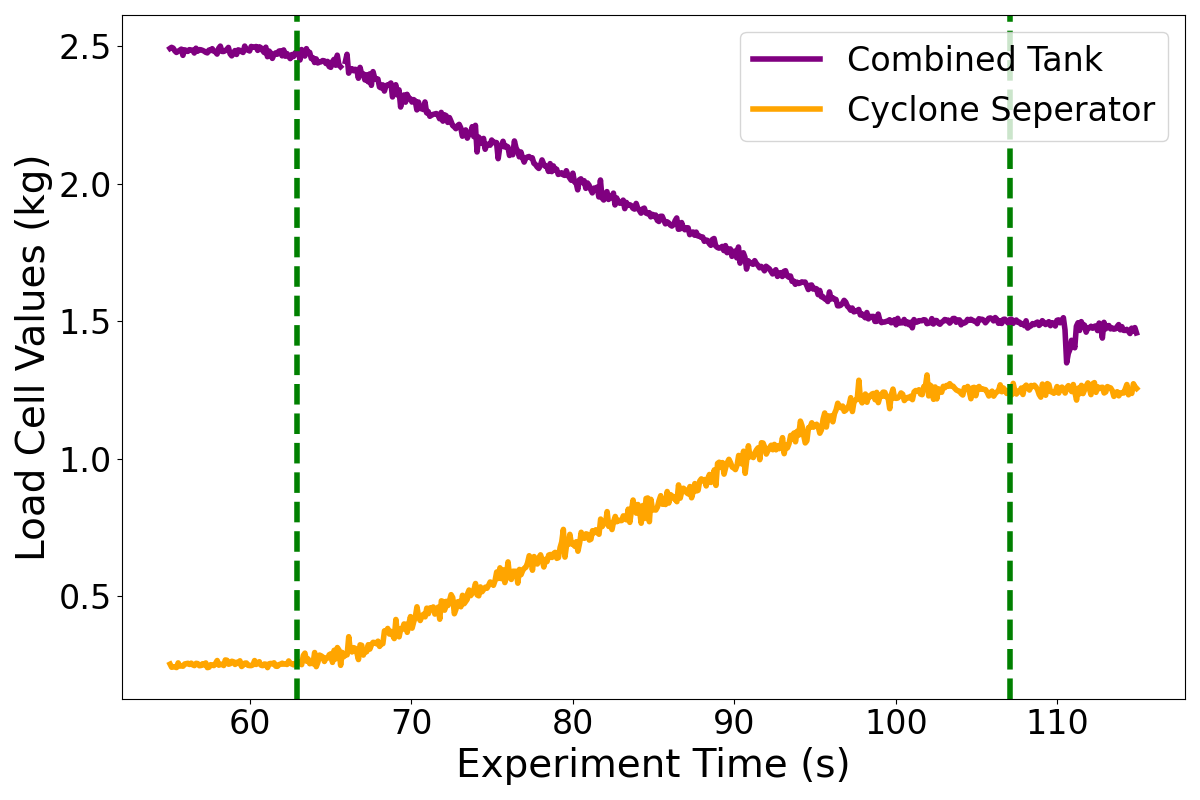 Combined Tank
Cyclone Seperator
Load Cell Values (kg)
2.5
2.0
1.5
1.0
0.5
60 70 80 90 100 110
Experiment Time (s)